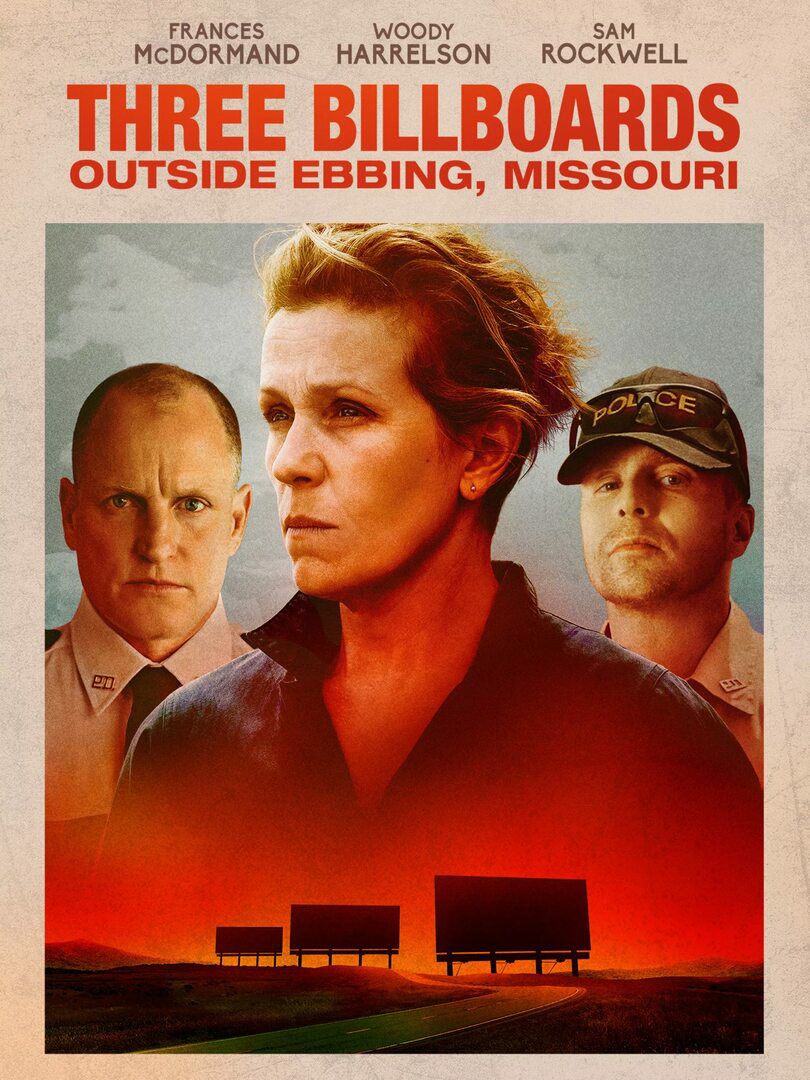 FRANCES WOODY SAM
McDORMAND HARRELSON ROCKWELL
THREE BILLBOARDS
OUTSIDE EBBING, MISSOURI
POLICE
P.D.
P.D.